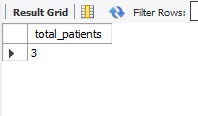 Result Grid Filter Rows:
total_patients
3